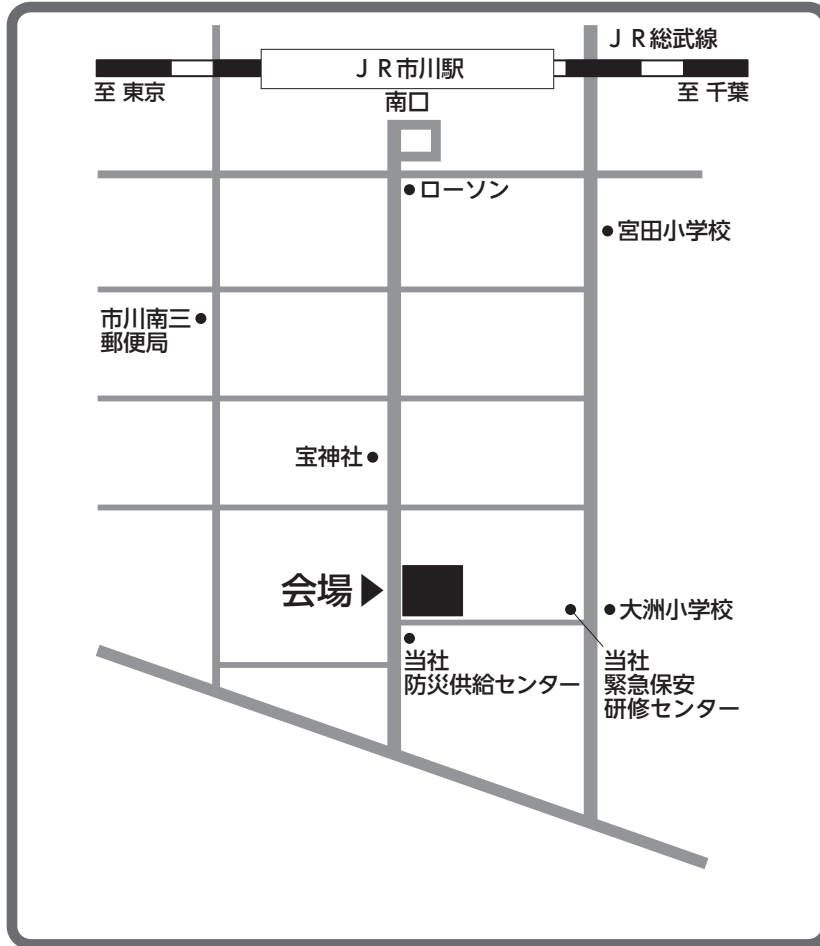 ＪＲ総武線
ＪＲ市川駅
至 東京
至 千葉
南口
ローソン
宮田小学校
市川南三
郵便局
宝神社
会場
大洲小学校
当社
防災供給センター
当社
緊急保安
研修センター